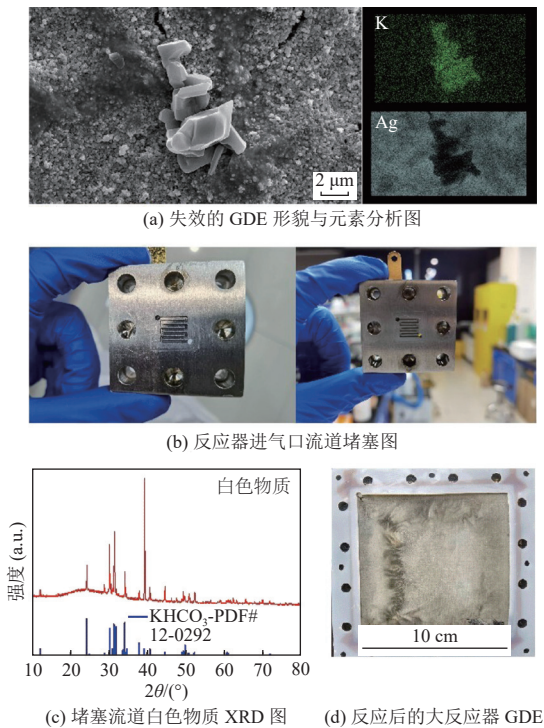 K
Ag
2 μm
(a) 失效的 GDE 形貌与元素分析图
(b) 反应器进气口流道堵塞图
白色物质
强度 (a.u.)
KHCO₃-PDF#
12-0292
10 20 30 40 50 60 70 80
2θ/(°)
10 cm
(c) 堵塞流道白色物质 XRD 图 (d) 反应后的大反应器 GDE